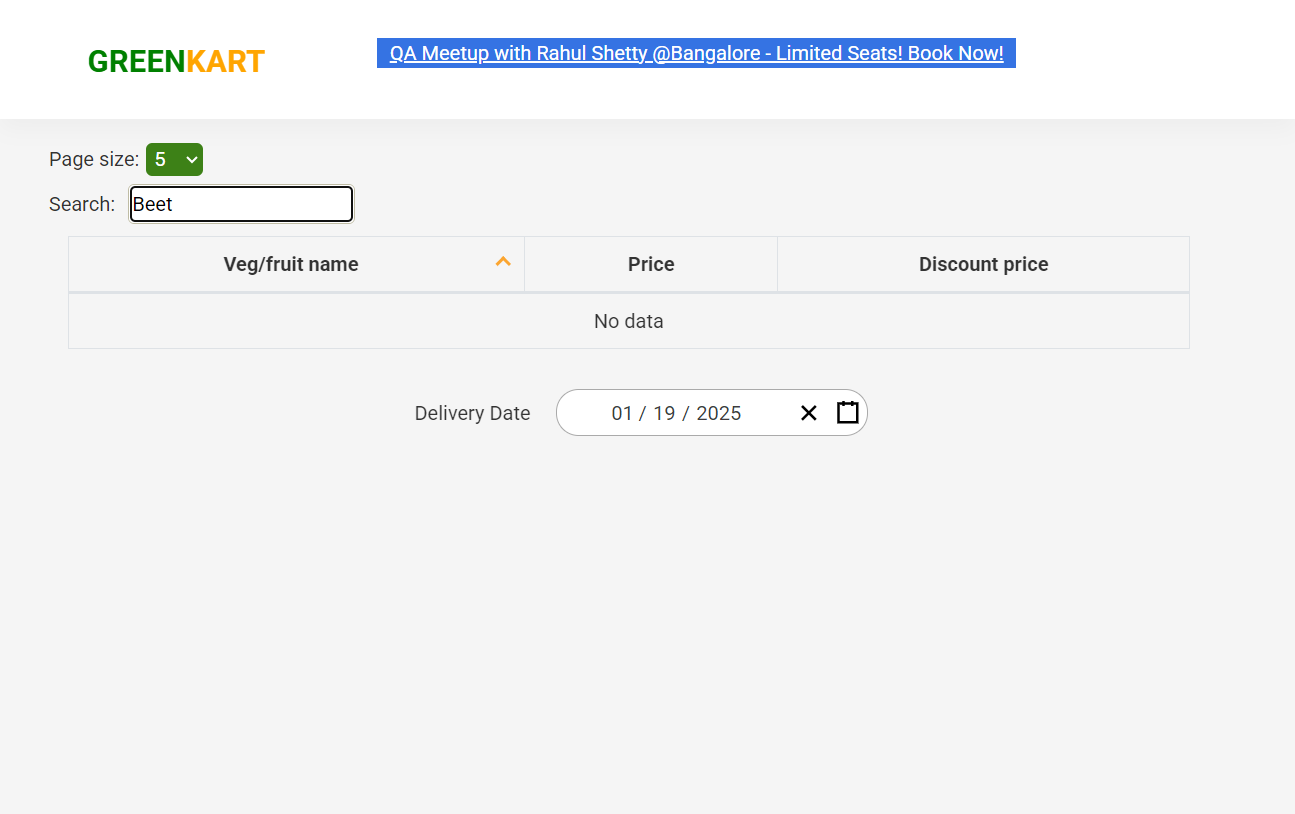 GREENKART
QA Meetup with Rahul Shetty @Bangalore - Limited Seats! Book Now!
Page size: 5
Search: Beet
Veg/fruit name Price Discount price
No data
Delivery Date 01 / 19 / 2025